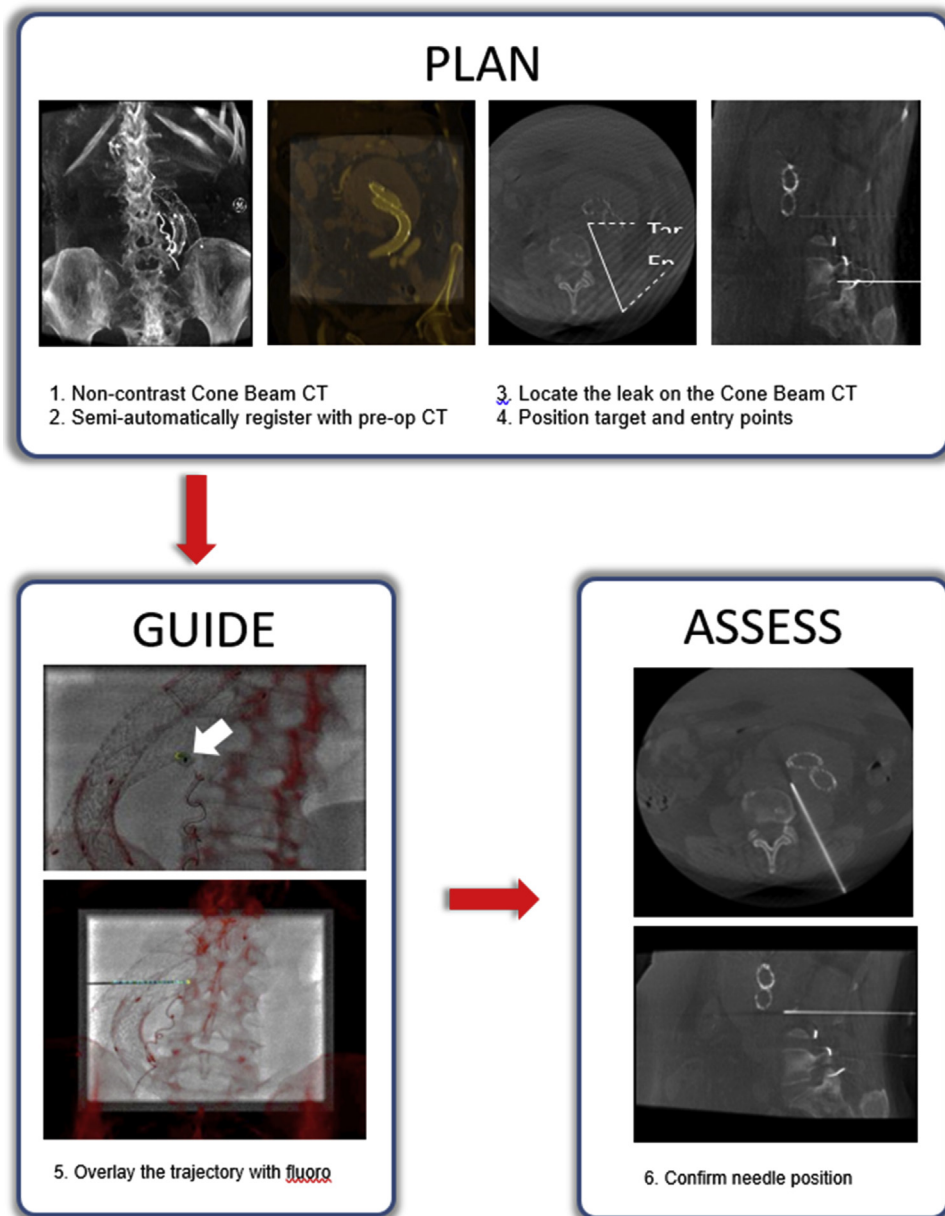 PLAN
Tar
En
1. Non-contrast Cone Beam CT
2. Semi-automatically register with pre-op CT
3. Locate the leak on the Cone Beam CT
4. Position target and entry points
GUIDE
5. Overlay the trajectory with fluoro
ASSESS
6. Confirm needle position